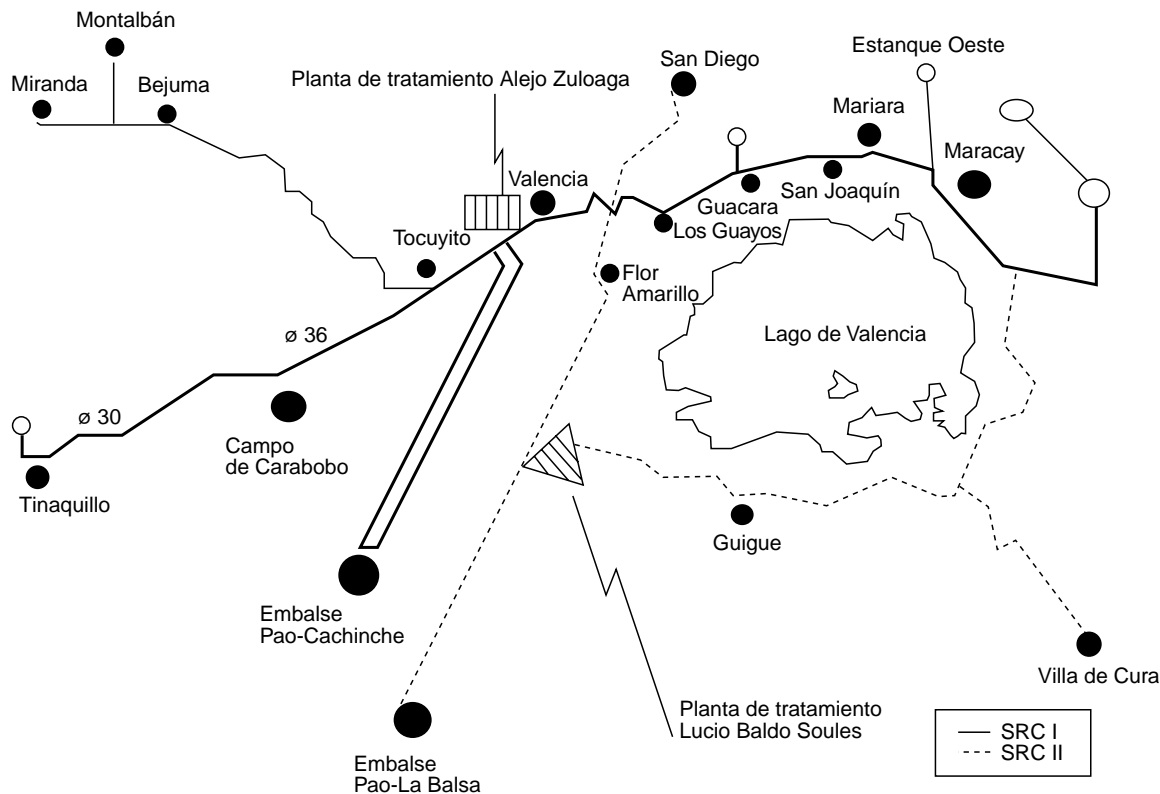 Montalbán
San Diego
Estanque Oeste
Miranda
Bejuma
Planta de tratamiento Alejo Zuloaga
Mariara
Maracay
Valencia
Guacara
San Joaquín
Los Guayos
Tocuyito
Flor
Amarillo
ø 36
Lago de Valencia
ø 30
Campo
de Carabobo
Tinaquillo
Guigue
Embalse
Pao-Cachinche
Villa de Cura
Planta de tratamiento
Lucio Baldo Soules
SRC I
SRC II
Embalse
Pao-La Balsa